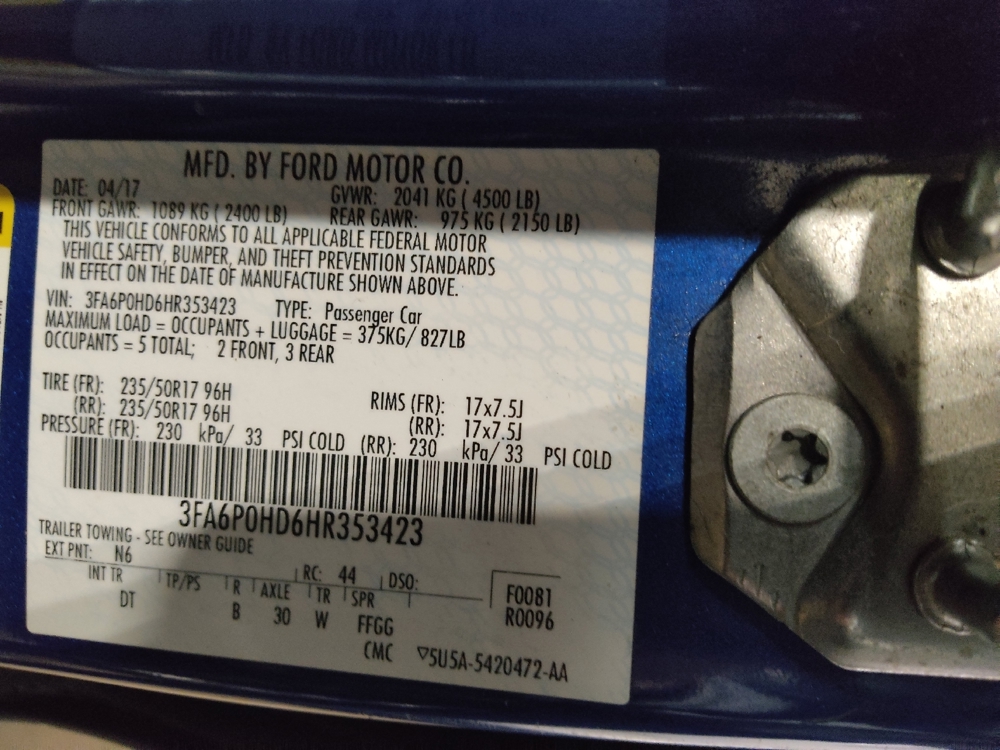 MFD. BY FORD MOTOR CO.
DATE: 04/17 GVWR: 2041 KG ( 4500 LB)
FRONT GAWR: 1089 KG ( 2400 LB) REAR GAWR: 975 KG ( 2150 LB)
THIS VEHICLE CONFORMS TO ALL APPLICABLE FEDERAL MOTOR
VEHICLE SAFETY, BUMPER, AND THEFT PREVENTION STANDARDS
IN EFFECT ON THE DATE OF MANUFACTURE SHOWN ABOVE.
VIN: 3FA6P0HD6HR353423 TYPE: Passenger Car
MAXIMUM LOAD = OCCUPANTS + LUGGAGE = 375KG/ 827LB
OCCUPANTS = 5 TOTAL; 2 FRONT, 3 REAR
TIRE (FR): 235/50R17 96H RIMS (FR): 17x7.5J
(RR): 235/50R17 96H (RR): 17x7.5J
PRESSURE (FR): 230 kPa/ 33 PSI COLD (RR): 230 kPa/ 33 PSI COLD
3FA6P0HD6HR353423
TRAILER TOWING - SEE OWNER GUIDE
EXT PNT: N6 RC: 44 DSO: F0081
INT TR TP/PS R AXLE TR SPR R0096
DT B 30 W FFGG
CMC ▽5U5A-5420472-AA